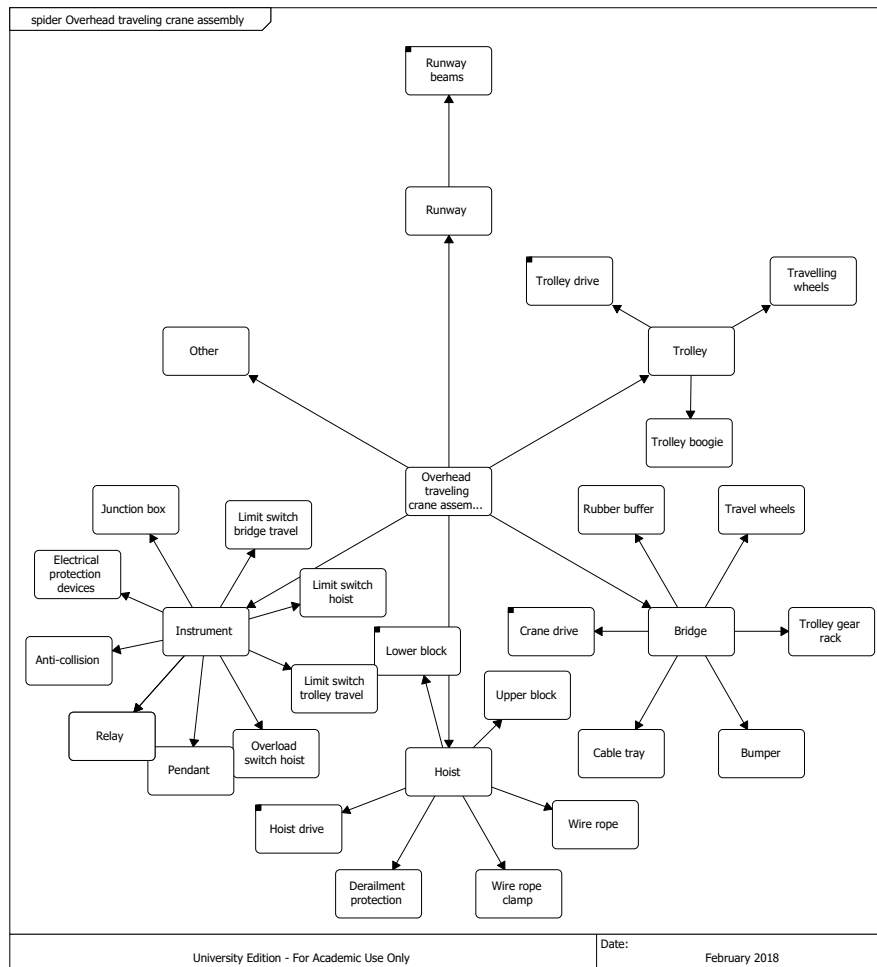 spider Overhead traveling crane assembly
Runway
beams
Runway
Trolley drive
Travelling
wheels
Other
Trolley
Trolley boogie
Overhead
traveling
crane assem...
Junction box
Limit switch
bridge travel
Rubber buffer
Travel wheels
Electrical
protection
devices
Limit switch
hoist
Instrument
Crane drive
Bridge
Trolley gear
rack
Anti-collision
Lower block
Limit switch
trolley travel
Upper block
Relay
Pendant
Overload
switch hoist
Hoist
Cable tray
Bumper
Hoist drive
Wire rope
Derailment
protection
Wire rope
clamp
University Edition - For Academic Use Only
Date:
February 2018